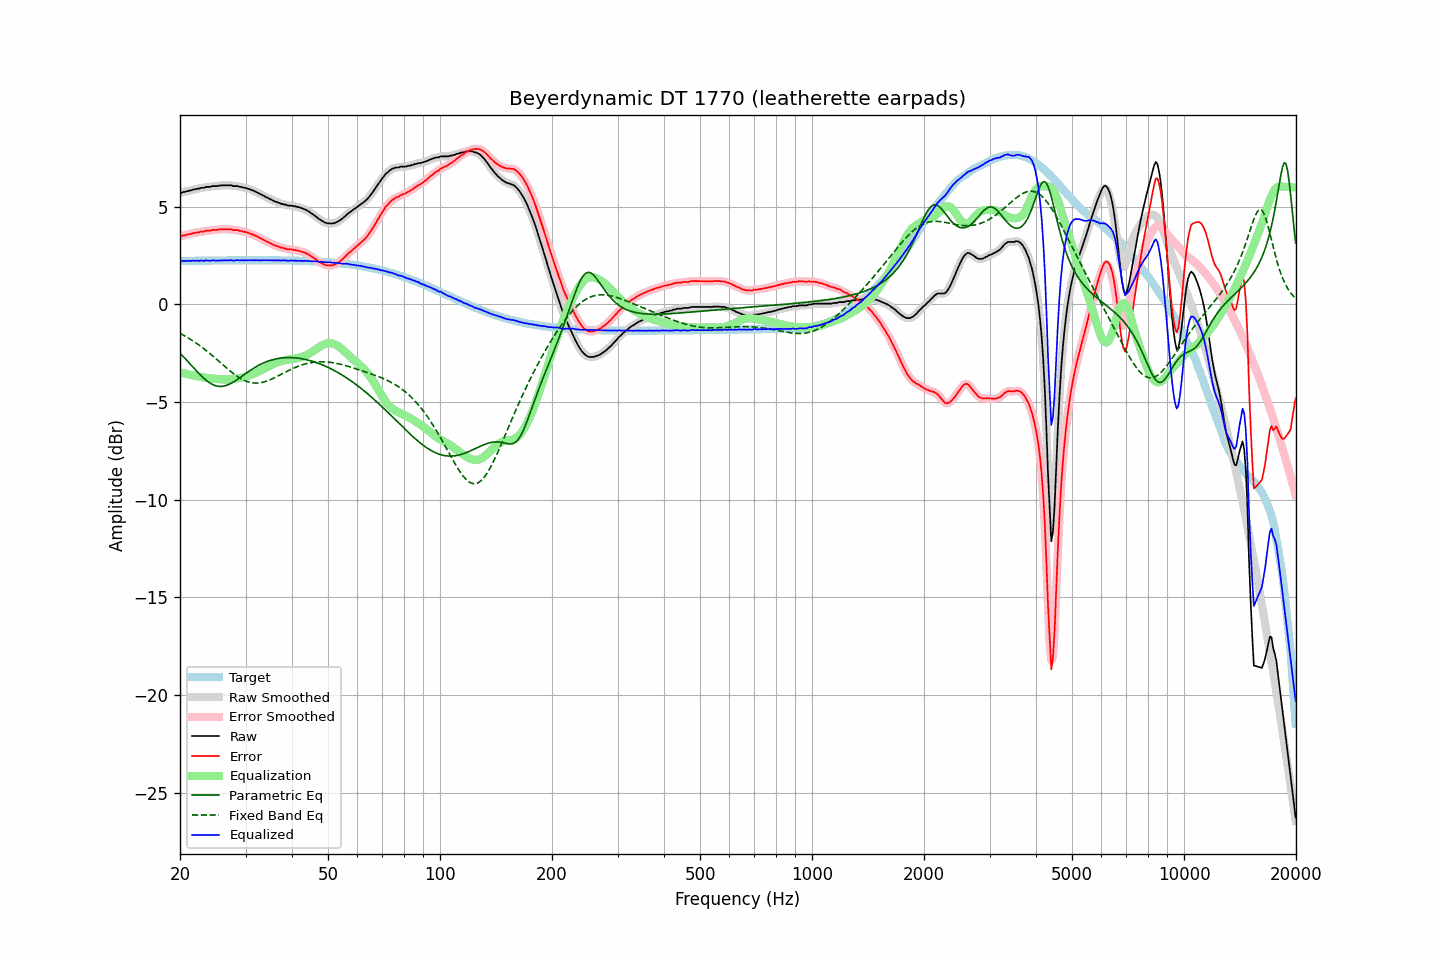 Beyerdynamic DT 1770 (leatherette earpads)
Amplitude (dBr)
5
0
−5
−10
−15
−20
−25
Target
Raw Smoothed
Error Smoothed
Raw
Error
Equalization
Parametric Eq
Fixed Band Eq
Equalized
20 50 100 200 500 1000 2000 5000 10000 20000
Frequency (Hz)